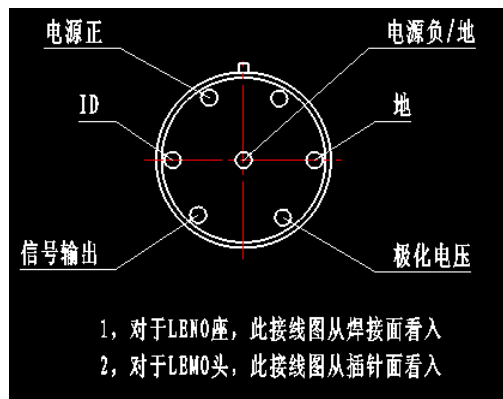 电源正 电源负/地
ID 地
信号输出 极化电压
1, 对于LENO座, 此接线图从焊接面看入
2, 对于LEMO头, 此接线图从插针面看入